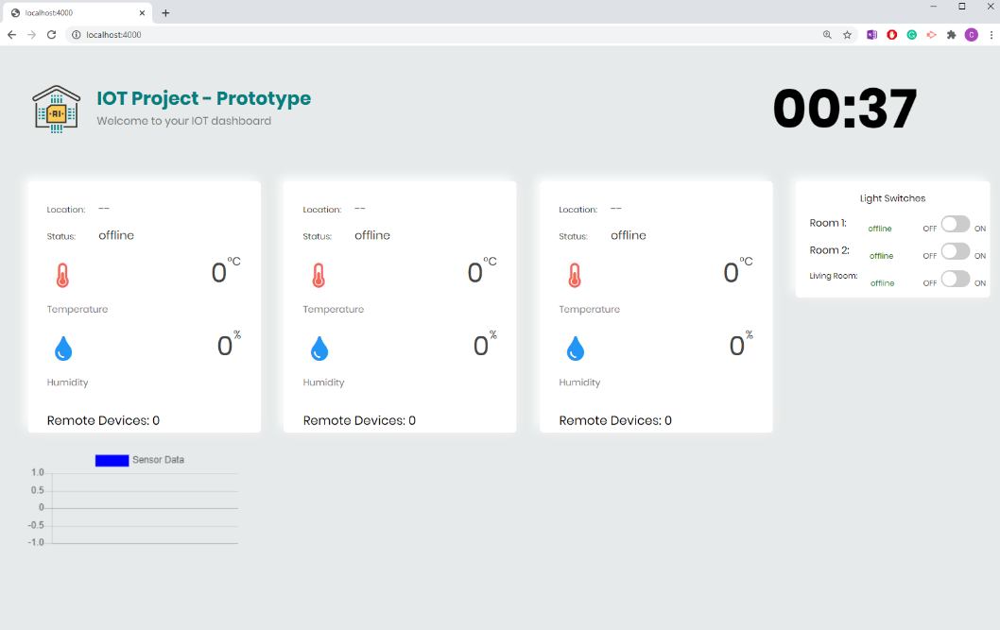 localhost:4000
localhost:4000
C
AI
IOT Project - Prototype
Welcome to your IOT dashboard
00:37
Location: --
Status: offline
0 °C
Temperature
0 %
Humidity
Remote Devices: 0
Location: --
Status: offline
0 °C
Temperature
0 %
Humidity
Remote Devices: 0
Location: --
Status: offline
0 °C
Temperature
0 %
Humidity
Remote Devices: 0
Light Switches
Room 1: offline OFF ON
Room 2: offline OFF ON
Living Room: offline OFF ON
Sensor Data
1.0
0.5
0
-0.5
-1.0